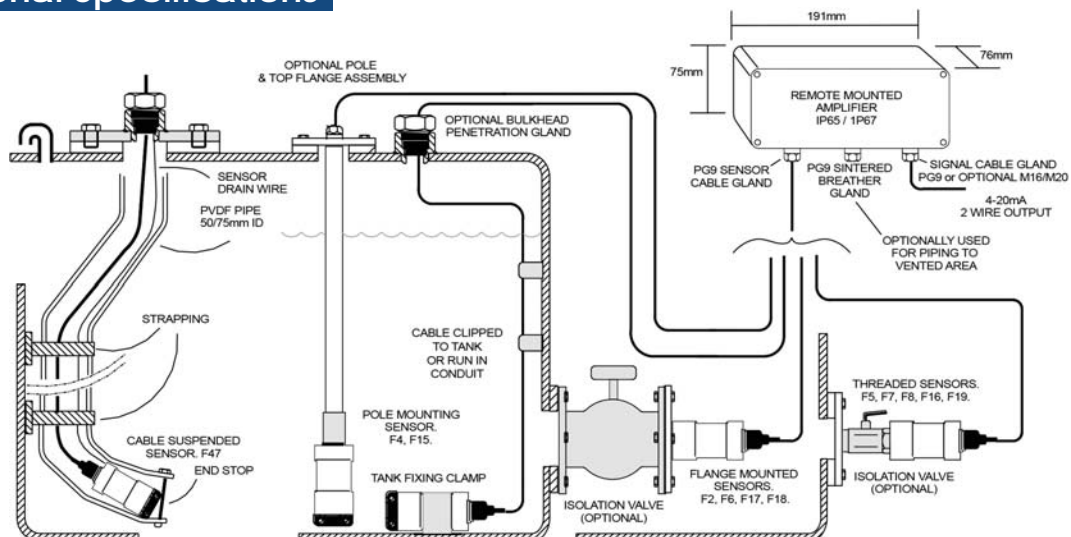 onal specifications
191mm
75mm
76mm
REMOTE MOUNTED
AMPLIFIER
IP65 / 1P67
OPTIONAL POLE
& TOP FLANGE ASSEMBLY
OPTIONAL BULKHEAD
PENETRATION GLAND
PG9 SENSOR
CABLE GLAND
PG9 SINTERED
BREATHER
GLAND
SIGNAL CABLE GLAND
PG9 or OPTIONAL M16/M20
4-20mA
2 WIRE OUTPUT
OPTIONALLY USED
FOR PIPING TO
VENTED AREA
SENSOR
DRAIN WIRE
PVDF PIPE
50/75mm ID
STRAPPING
CABLE SUSPENDED
SENSOR. F47
END STOP
POLE MOUNTING
SENSOR.
F4, F15.
TANK FIXING CLAMP
CABLE CLIPPED
TO TANK
OR RUN IN
CONDUIT
ISOLATION VALVE
(OPTIONAL)
FLANGE MOUNTED
SENSORS.
F2, F6, F17, F18.
THREADED SENSORS.
F5, F7, F8, F16, F19.
ISOLATION VALVE
(OPTIONAL)